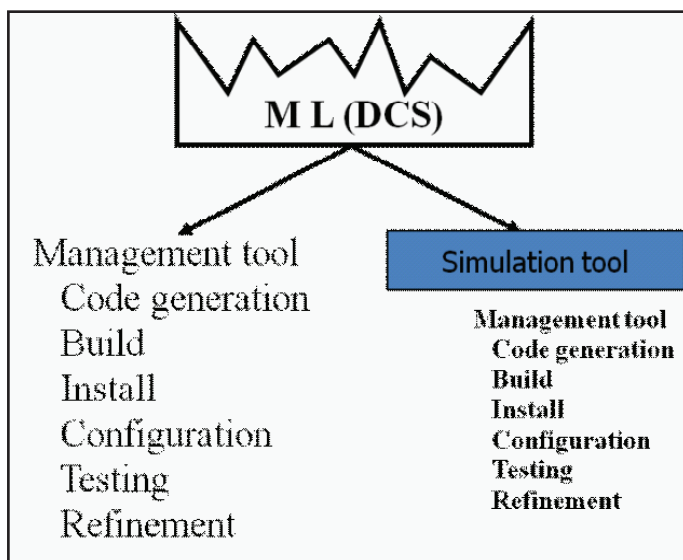 M L (DCS)
Management tool
Code generation
Build
Install
Configuration
Testing
Refinement
Simulation tool
Management tool
Code generation
Build
Install
Configuration
Testing
Refinement